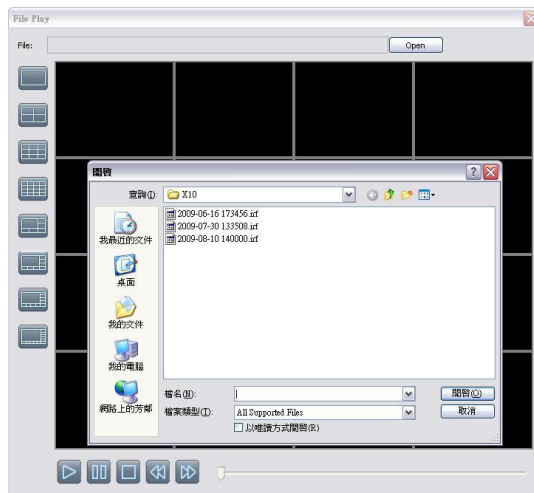 File Play
File:
Open
開啓
查詢(I):
X10
2009-06-16 173456.irf
2009-07-30 133508.irf
2009-08-10 140000.irf
我最近的文件
桌面
我的文件
我的電腦
網路上的芳鄰
檔名(N):
開啓(O)
檔案類型(T):
All Supported Files
取消
以唯讀方式開啓(R)